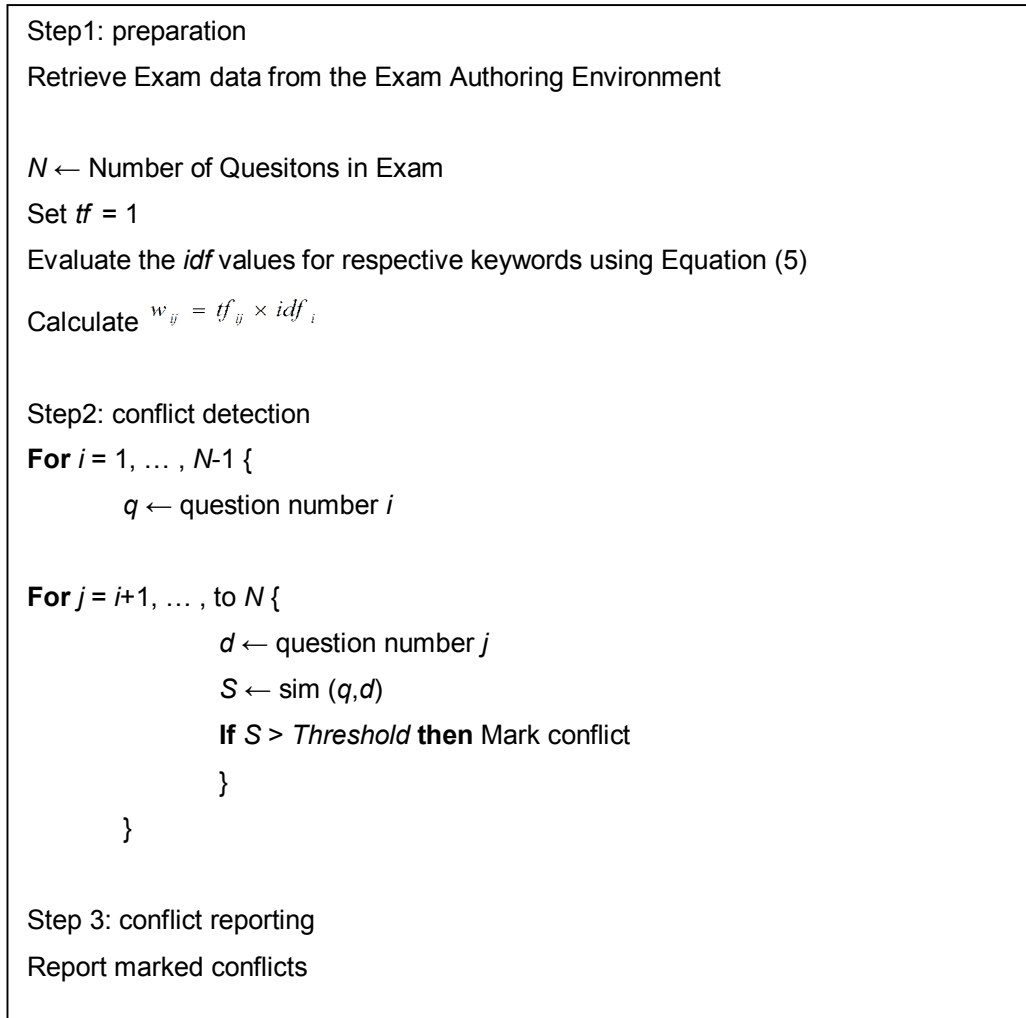 Step1: preparation
Retrieve Exam data from the Exam Authoring Environment
N ← Number of Quesitons in Exam
Set tf = 1
Evaluate the idf values for respective keywords using Equation (5)
Calculate w_ij = tf_ij × idf_i
Step2: conflict detection
For i = 1, … , N-1 {
q ← question number i
For j = i+1, … , to N {
d ← question number j
S ← sim (q,d)
If S > Threshold then Mark conflict
}
}
Step 3: conflict reporting
Report marked conflicts